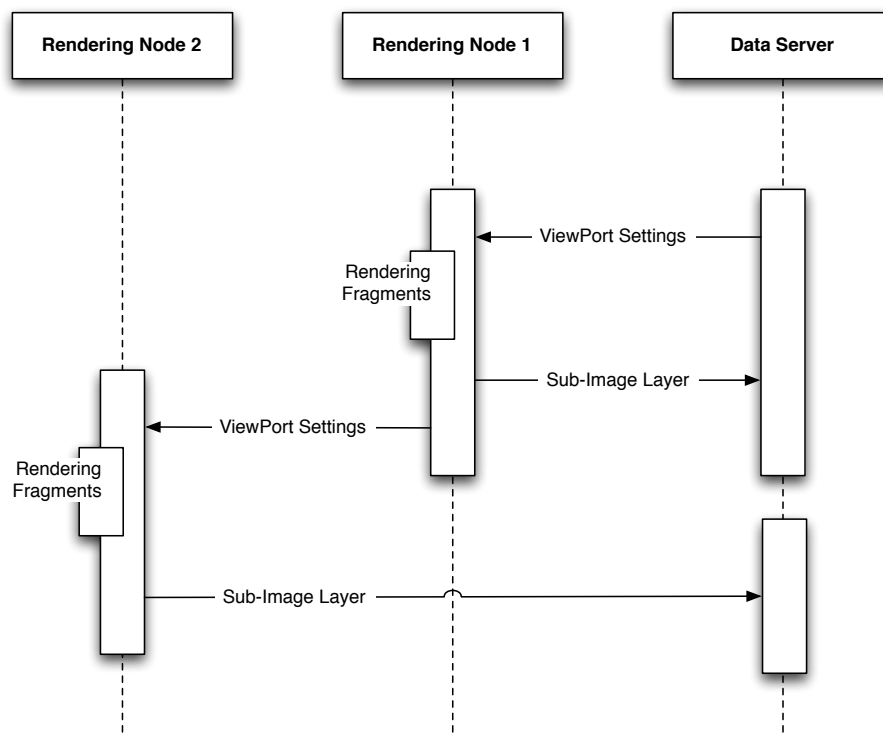 Rendering Node 2
Rendering Node 1
Data Server
ViewPort Settings
Rendering
Fragments
Sub-Image Layer
ViewPort Settings
Rendering
Fragments
Sub-Image Layer